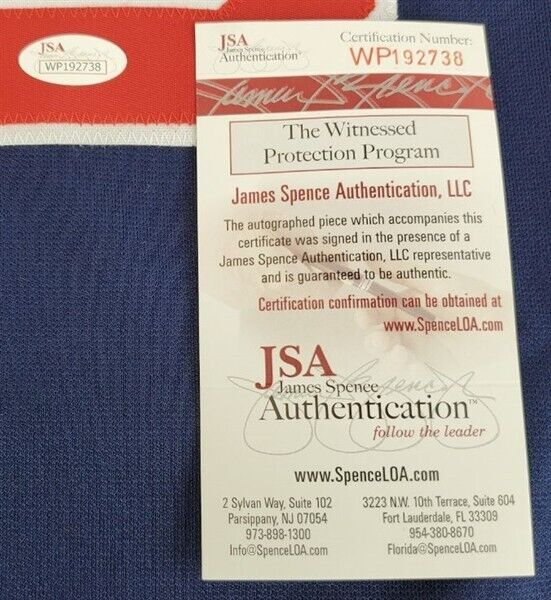 JSA
WP192738
JSA
James Spence
Authentication
Certification Number:
WP192738
The Witnessed
Protection Program
James Spence Authentication, LLC
The autographed piece which accompanies this
certificate was signed in the presence of a
James Spence Authentication, LLC representative
and is guaranteed to be authentic.
Certification confirmation can be obtained at
www.SpenceLOA.com
JSA
James Spence
Authentication™
follow the leader
www.SpenceLOA.com
2 Sylvan Way, Suite 102
Parsippany, NJ 07054
973-898-1300
Info@SpenceLOA.com
3223 N.W. 10th Terrace, Suite 604
Fort Lauderdale, FL 33309
954-380-8670
Florida@SpenceLOA.com